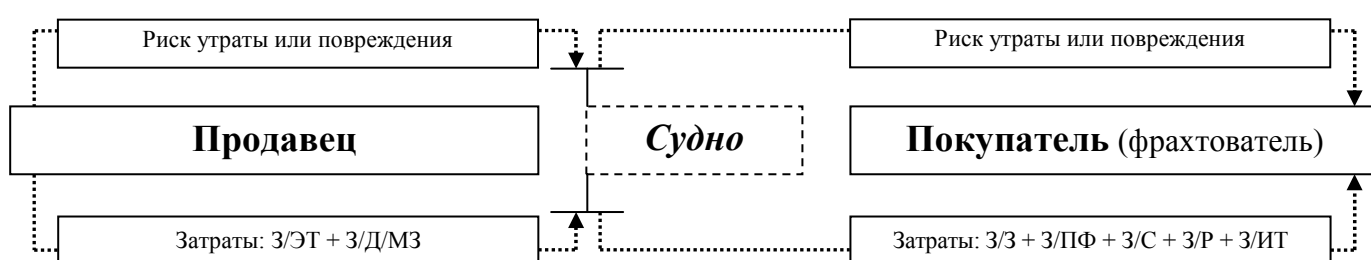 Риск утраты или повреждения
Риск утраты или повреждения
Продавец
Судно
Покупатель (фрахтователь)
Затраты: З/ЭТ + З/Д/МЗ
Затраты: З/З + З/ПФ + З/С + З/Р + З/ИТ